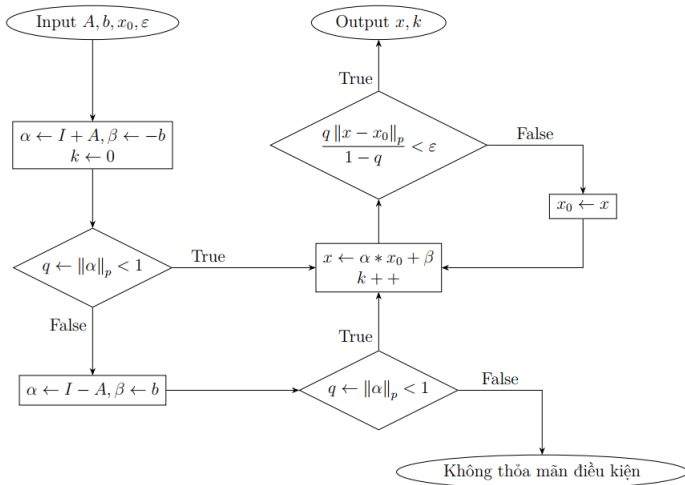 Input A, b, x₀, ε
Output x, k
True
α ← I + A, β ← −b
k ← 0
q ‖x − x₀‖ₚ
───────── < ε
1 − q
False
x₀ ← x
q ← ‖α‖ₚ < 1
True
x ← α ∗ x₀ + β
k + +
False
True
α ← I − A, β ← b
q ← ‖α‖ₚ < 1
False
Không thỏa mãn điều kiện